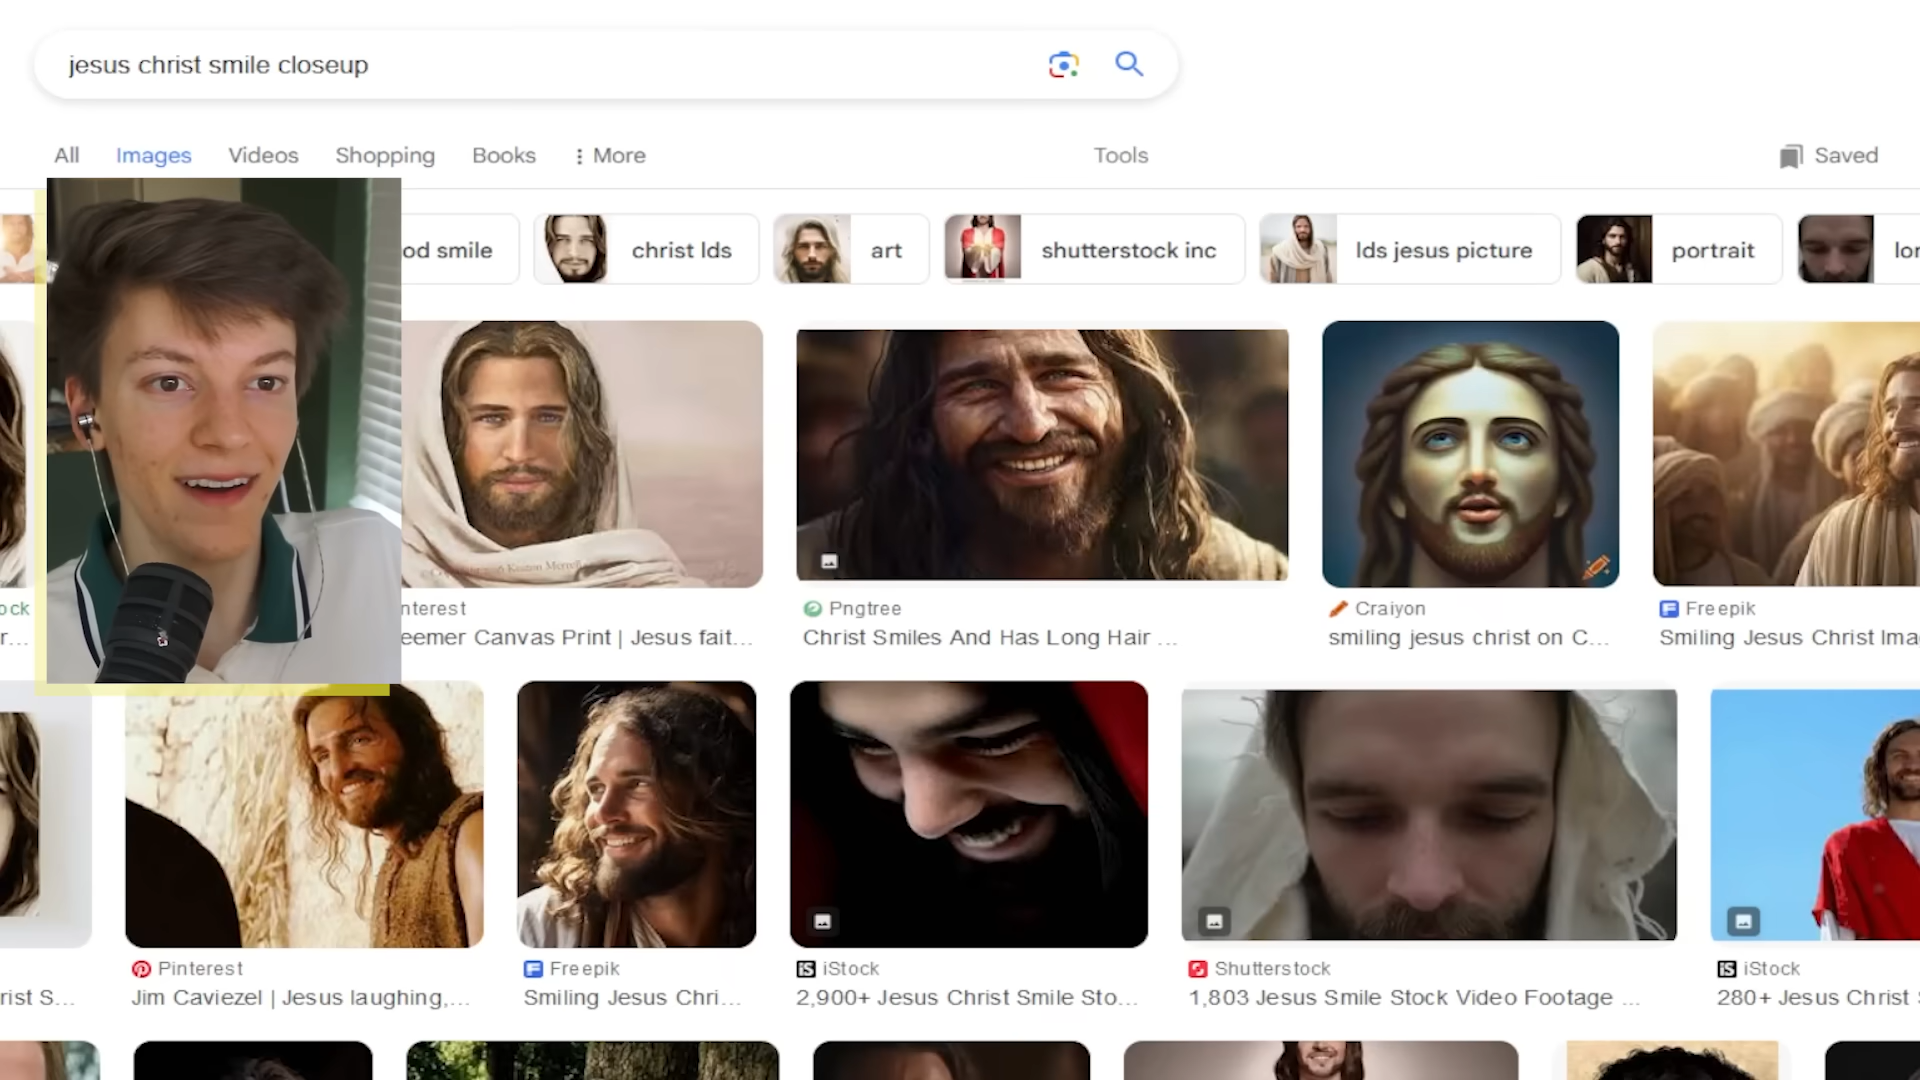 jesus christ smile closeup
All Images Videos Shopping Books More Tools Saved
od smile christ lds art shutterstock inc lds jesus picture portrait lor
ock nterest Pngtree Craiyon Freepik
r... eemer Canvas Print | Jesus fait... Christ Smiles And Has Long Hair ... smiling jesus christ on C... Smiling Jesus Christ Ima
Pinterest Freepik iStock Shutterstock iStock
rist S... Jim Caviezel | Jesus laughing,... Smiling Jesus Chri... 2,900+ Jesus Christ Smile Sto... 1,803 Jesus Smile Stock Video Footage ... 280+ Jesus Christ